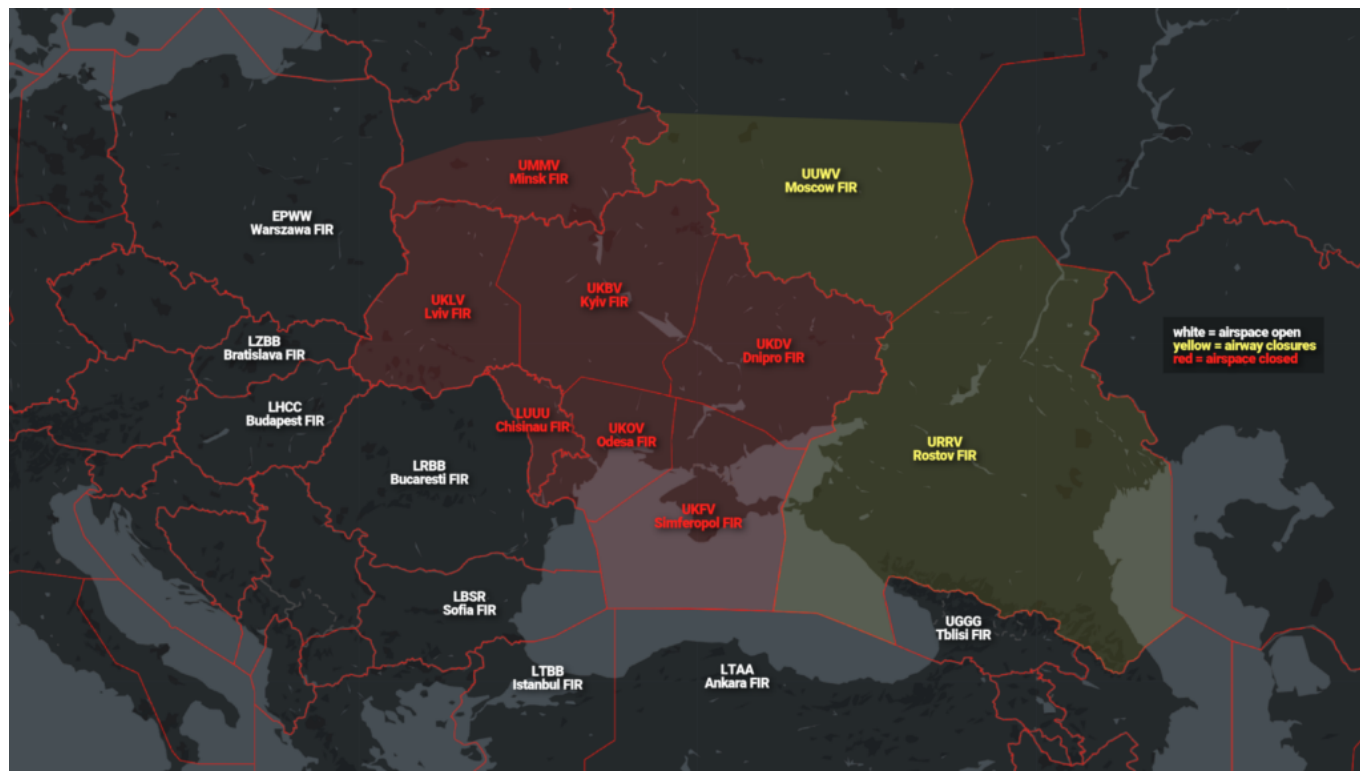 UMMV
Minsk FIR
UUWV
Moscow FIR
EPWW
Warszawa FIR
UKLV
Lviv FIR
UKBV
Kyiv FIR
UKDV
Dnipro FIR
LZBB
Bratislava FIR
white = airspace open
yellow = airway closures
red = airspace closed
LHCC
Budapest FIR
LUUU
Chisinau FIR
UKOV
Odesa FIR
URRV
Rostov FIR
LRBB
Bucaresti FIR
UKFV
Simferopol FIR
LBSR
Sofia FIR
UGGG
Tblisi FIR
LTBB
Istanbul FIR
LTAA
Ankara FIR